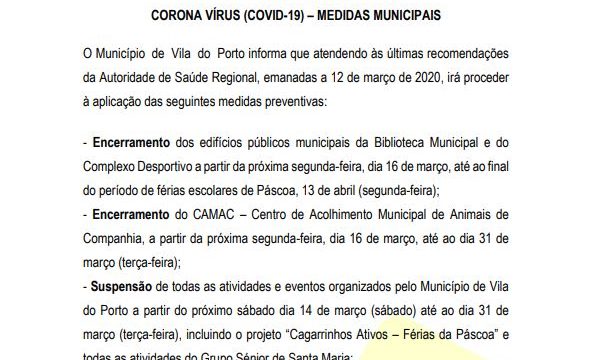 CORONA VÍRUS (COVID-19) – MEDIDAS MUNICIPAIS
O Município de Vila do Porto informa que atendendo às últimas recomendações
da Autoridade de Saúde Regional, emanadas a 12 de março de 2020, irá proceder
à aplicação das seguintes medidas preventivas:
- Encerramento dos edifícios públicos municipais da Biblioteca Municipal e do
Complexo Desportivo a partir da próxima segunda-feira, dia 16 de março, até ao final
do período de férias escolares de Páscoa, 13 de abril (segunda-feira);
- Encerramento do CAMAC – Centro de Acolhimento Municipal de Animais de
Companhia, a partir da próxima segunda-feira, dia 16 de março, até ao dia 31 de
março (terça-feira);
- Suspensão de todas as atividades e eventos organizados pelo Município de Vila
do Porto a partir do próximo sábado dia 14 de março (sábado) até ao dia 31 de
março (terça-feira), incluindo o projeto “Cagarrinhos Ativos – Férias da Páscoa” e
todas as atividades do Grupo Sénior de Santa Maria;